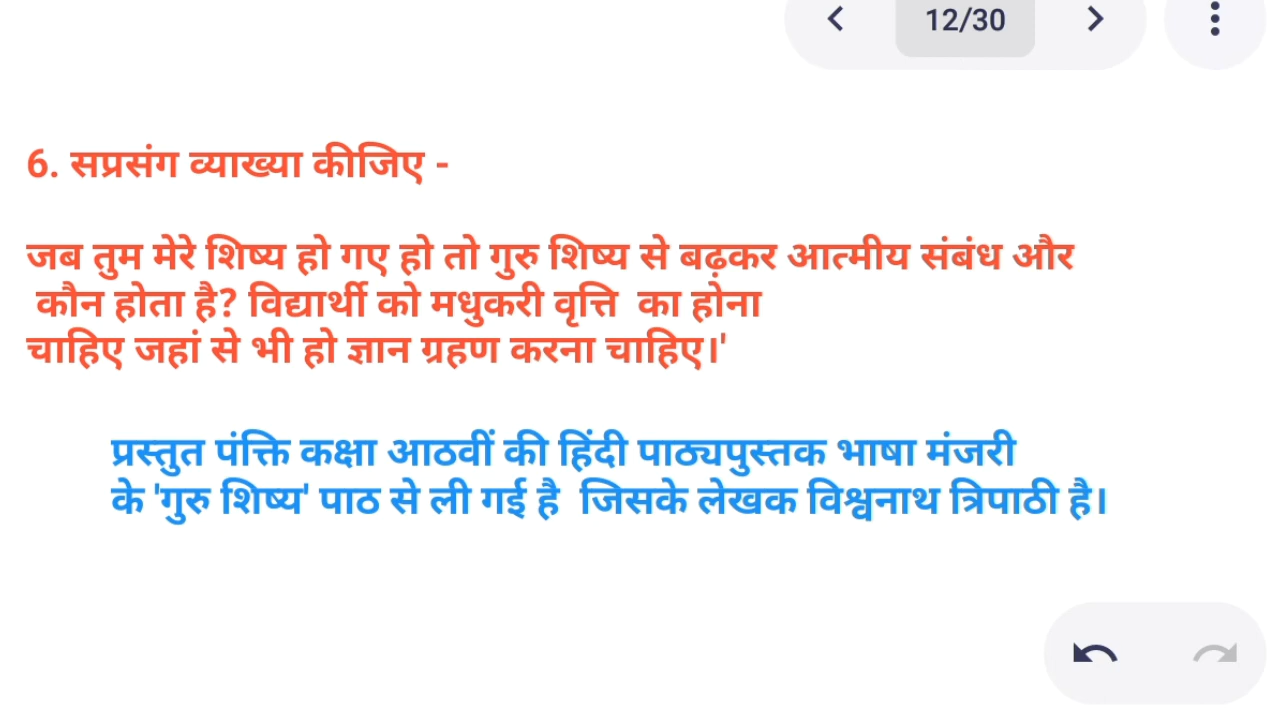 12/30
6. सप्रसंग व्याख्या कीजिए -
जब तुम मेरे शिष्य हो गए हो तो गुरु शिष्य से बढ़कर आत्मीय संबंध और
कौन होता है? विद्यार्थी को मधुकरी वृत्ति का होना
चाहिए जहां से भी हो ज्ञान ग्रहण करना चाहिए।'
प्रस्तुत पंक्ति कक्षा आठवीं की हिंदी पाठ्यपुस्तक भाषा मंजरी
के 'गुरु शिष्य' पाठ से ली गई है जिसके लेखक विश्वनाथ त्रिपाठी है।